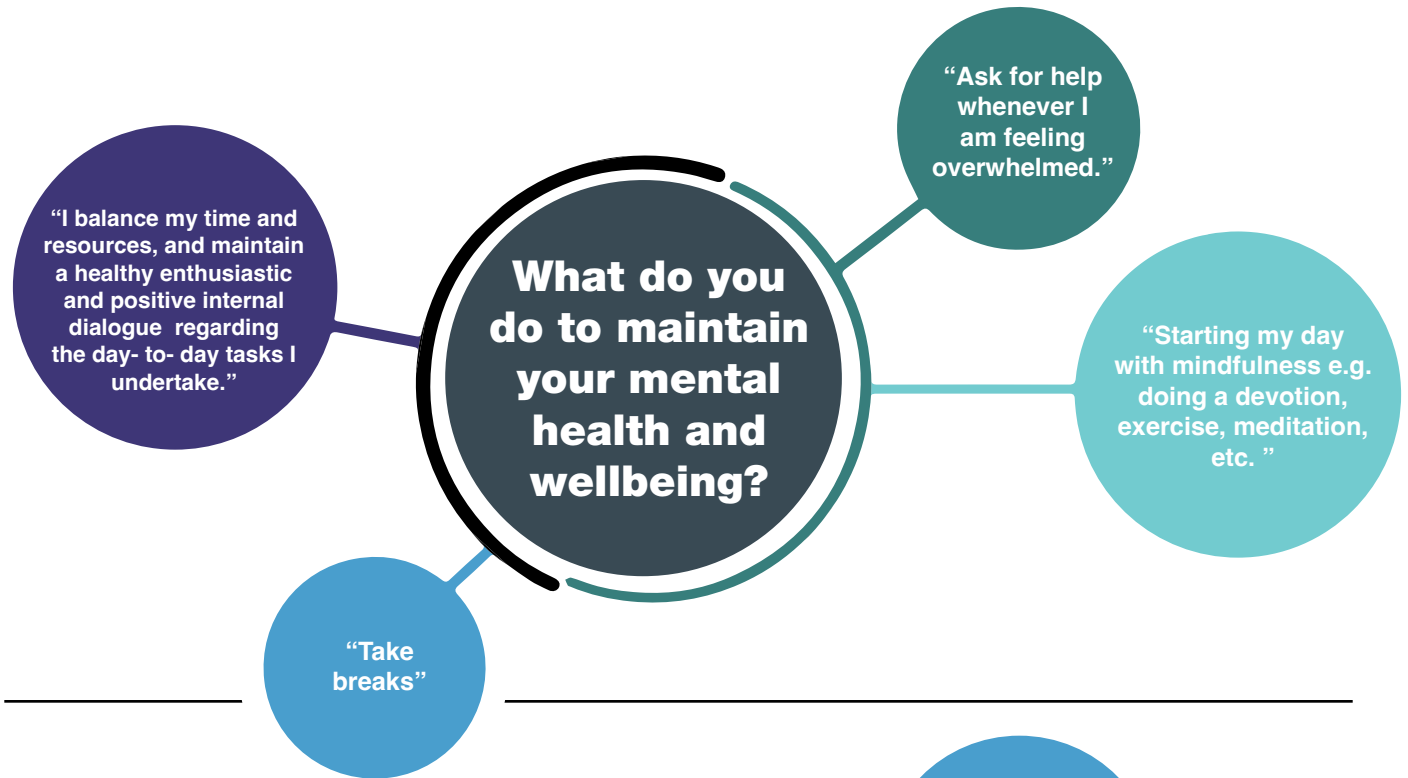 What do you
do to maintain
your mental
health and
wellbeing?
“I balance my time and
resources, and maintain
a healthy enthusiastic
and positive internal
dialogue  regarding
the day- to- day tasks I
undertake.”
“Ask for help
whenever I
am feeling
overwhelmed.”
“Starting my day
with mindfulness e.g.
doing a devotion,
exercise, meditation,
etc. ”
“Take
breaks”